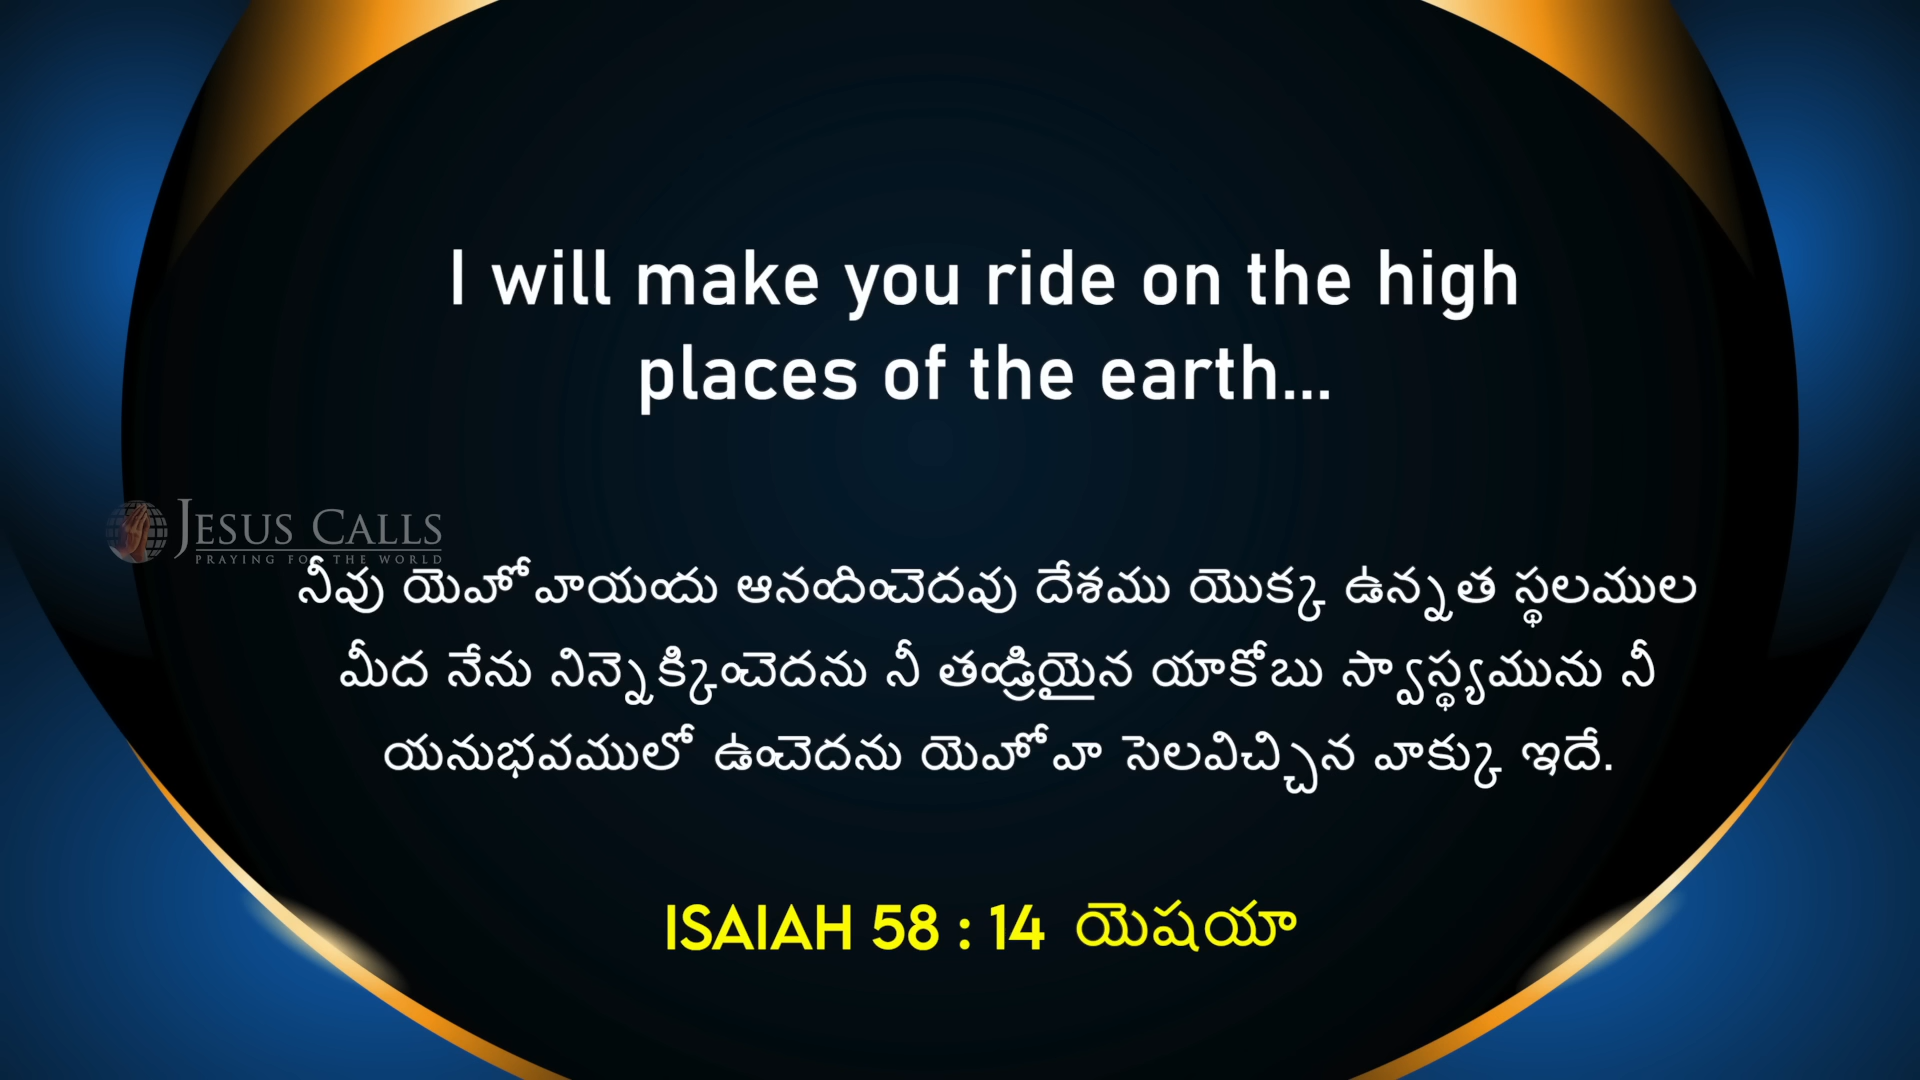 I will make you ride on the high
places of the earth...
JESUS CALLS
PRAYING FOR THE WORLD
నీవు యెహోవాయందు ఆనందించెదవు దేశము యొక్క ఉన్నత స్థలముల
మీద నేను నిన్నెక్కించెదను నీ తండ్రియైన యాకోబు స్వాస్థ్యమును నీ
యనుభవములో ఉంచెదను యెహోవా సెలవిచ్చిన వాక్కు ఇదే.
ISAIAH 58 : 14 యెషయా